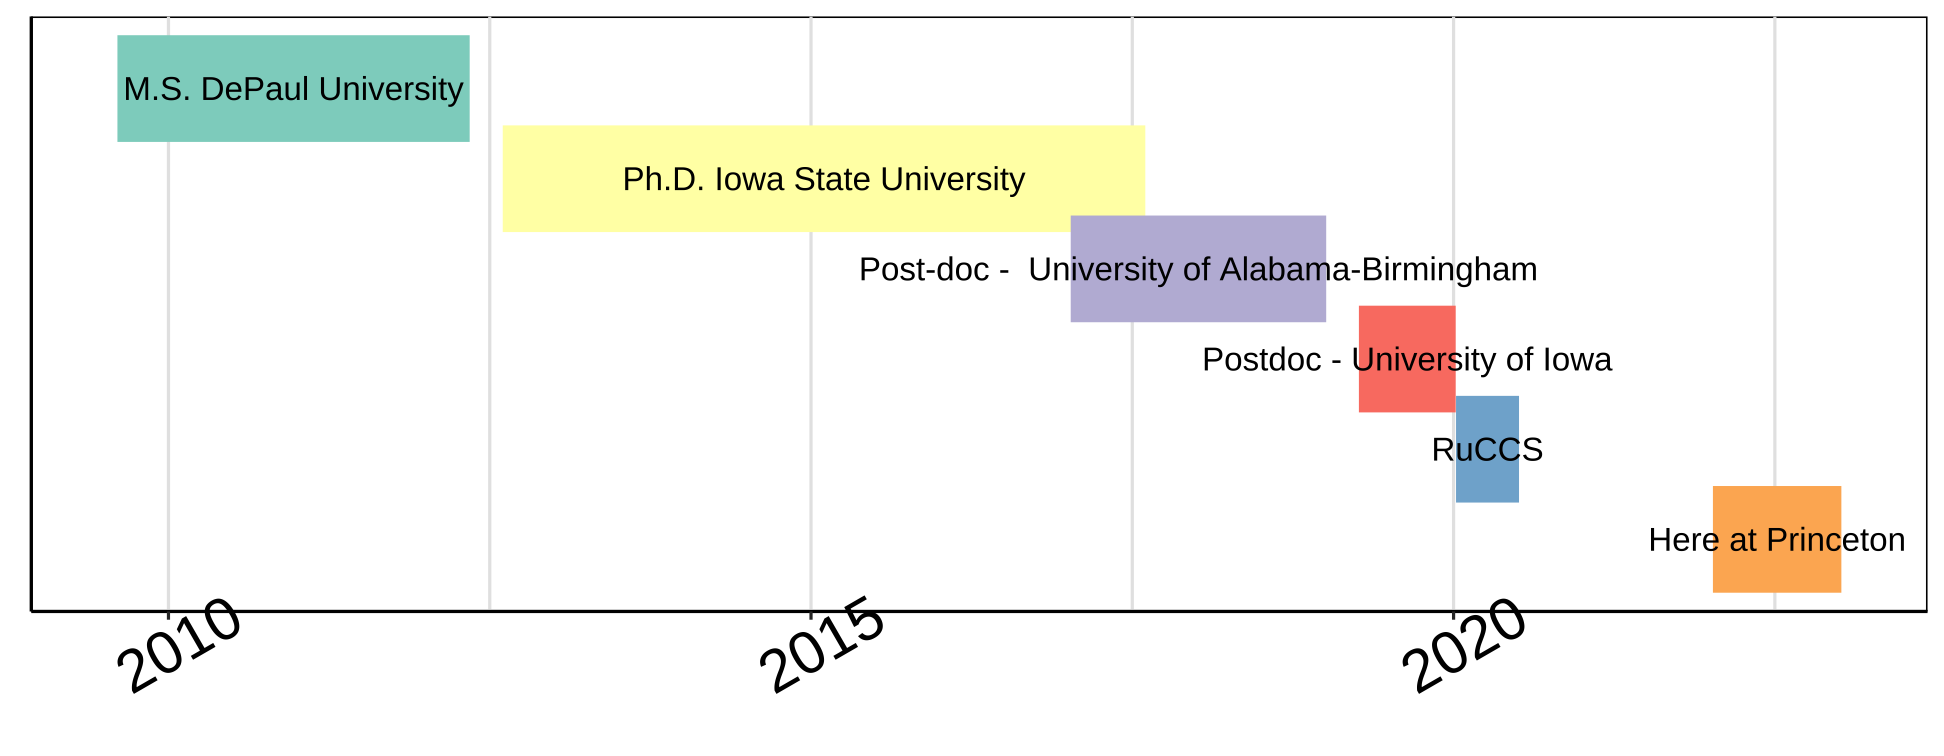 M.S. DePaul University
Ph.D. Iowa State University
Post-doc -  University of Alabama-Birmingham
Postdoc - University of Iowa
RuCCS
Here at Princeton
2010
2015
2020